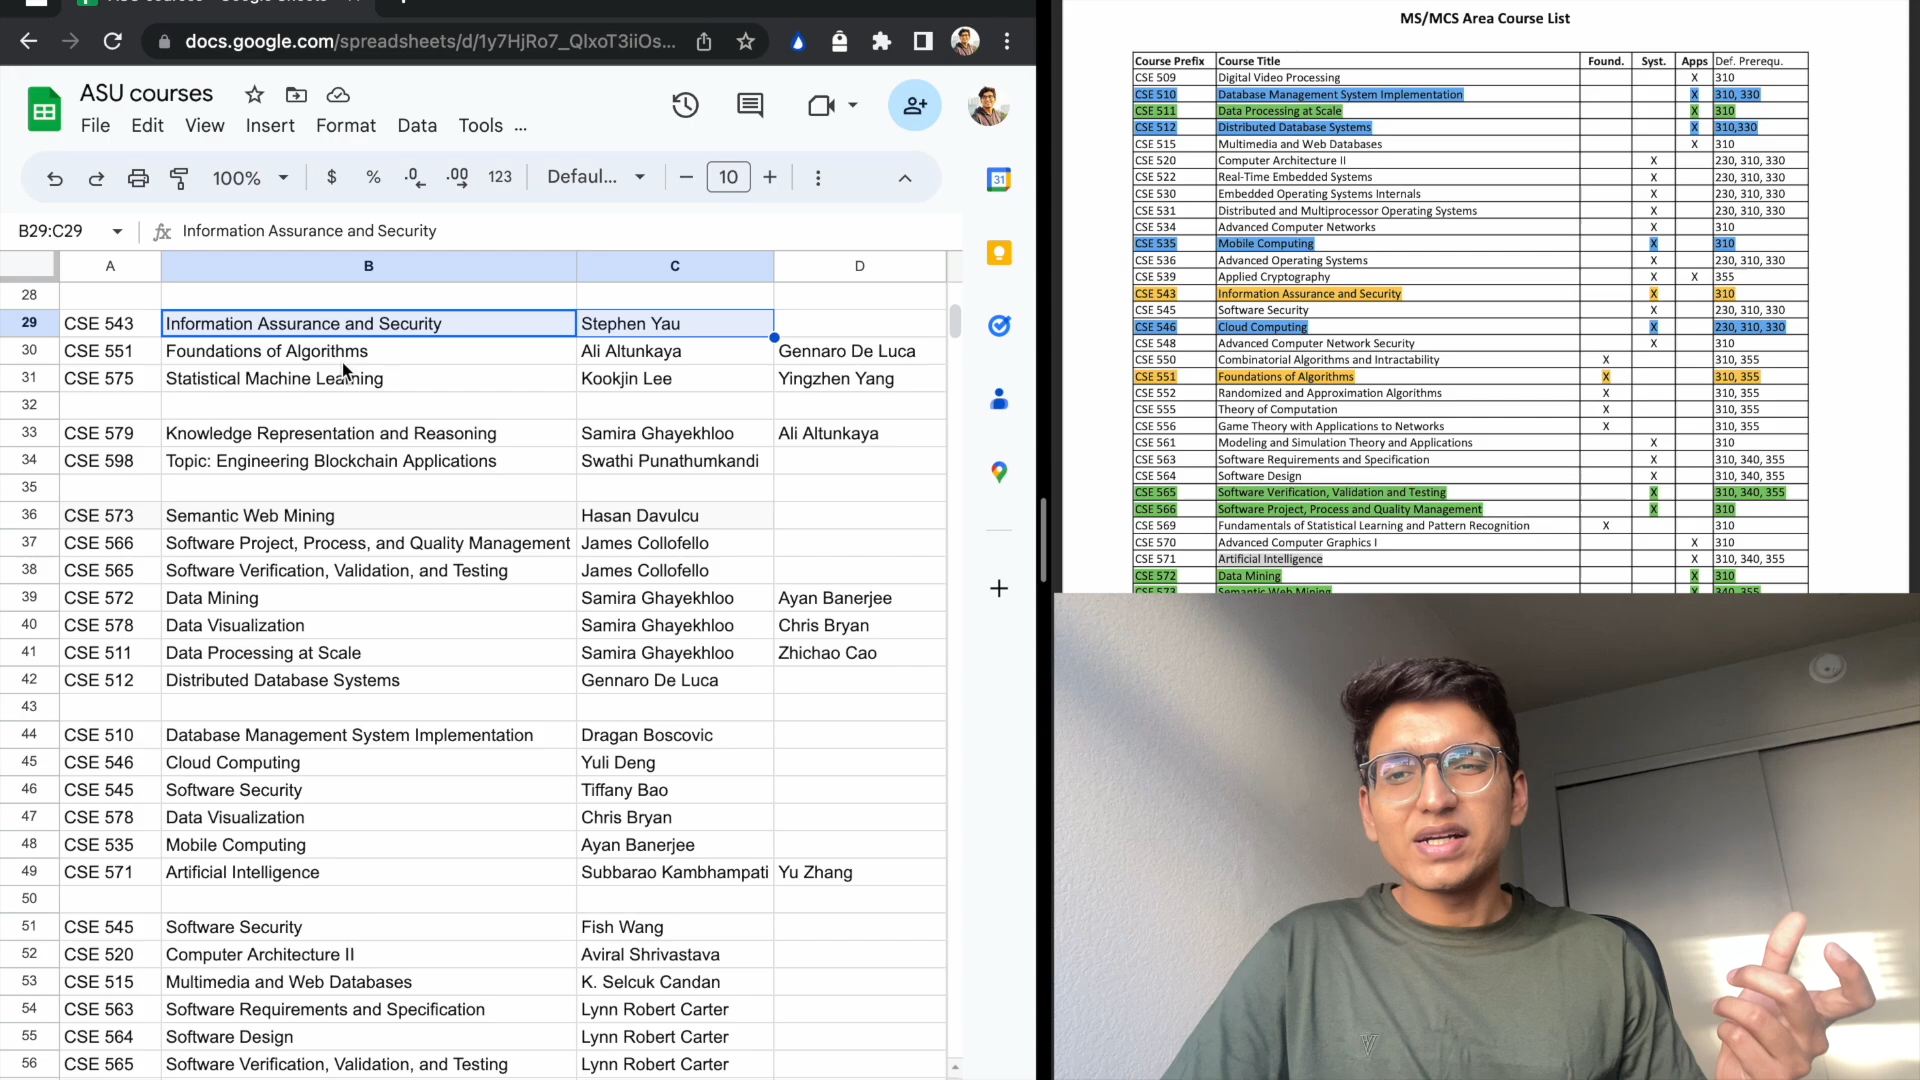 docs.google.com/spreadsheets/d/1y7HjRo7_QlxoT3iiOs...
ASU courses
File Edit View Insert Format Data Tools ...
100% $ % .0 .00 123 Defaul... 10
B29:C29 fx Information Assurance and Security
A B C D
28
29 CSE 543 Information Assurance and Security Stephen Yau
30 CSE 551 Foundations of Algorithms Ali Altunkaya Gennaro De Luca
31 CSE 575 Statistical Machine Learning Kookjin Lee Yingzhen Yang
32
33 CSE 579 Knowledge Representation and Reasoning Samira Ghayekhloo Ali Altunkaya
34 CSE 598 Topic: Engineering Blockchain Applications Swathi Punathumkandi
35
36 CSE 573 Semantic Web Mining Hasan Davulcu
37 CSE 566 Software Project, Process, and Quality Management James Collofello
38 CSE 565 Software Verification, Validation, and Testing James Collofello
39 CSE 572 Data Mining Samira Ghayekhloo Ayan Banerjee
40 CSE 578 Data Visualization Samira Ghayekhloo Chris Bryan
41 CSE 511 Data Processing at Scale Samira Ghayekhloo Zhichao Cao
42 CSE 512 Distributed Database Systems Gennaro De Luca
43
44 CSE 510 Database Management System Implementation Dragan Boscovic
45 CSE 546 Cloud Computing Yuli Deng
46 CSE 545 Software Security Tiffany Bao
47 CSE 578 Data Visualization Chris Bryan
48 CSE 535 Mobile Computing Ayan Banerjee
49 CSE 571 Artificial Intelligence Subbarao Kambhampati Yu Zhang
50
51 CSE 545 Software Security Fish Wang
52 CSE 520 Computer Architecture II Aviral Shrivastava
53 CSE 515 Multimedia and Web Databases K. Selcuk Candan
54 CSE 563 Software Requirements and Specification Lynn Robert Carter
55 CSE 564 Software Design Lynn Robert Carter
56 CSE 565 Software Verification, Validation, and Testing Lynn Robert Carter
31
MS/MCS Area Course List
Course Prefix Course Title Found. Syst. Apps Def. Prerequ.
CSE 509 Digital Video Processing X 310
CSE 510 Database Management System Implementation X 310, 330
CSE 511 Data Processing at Scale X 310
CSE 512 Distributed Database Systems X 310,330
CSE 515 Multimedia and Web Databases X 310
CSE 520 Computer Architecture II X 230, 310, 330
CSE 522 Real-Time Embedded Systems X 230, 310, 330
CSE 530 Embedded Operating Systems Internals X 230, 310, 330
CSE 531 Distributed and Multiprocessor Operating Systems X 230, 310, 330
CSE 534 Advanced Computer Networks X 310
CSE 535 Mobile Computing X 310
CSE 536 Advanced Operating Systems X 230, 310, 330
CSE 539 Applied Cryptography X X 355
CSE 543 Information Assurance and Security X 310
CSE 545 Software Security X 230, 310, 330
CSE 546 Cloud Computing X 230, 310, 330
CSE 548 Advanced Computer Network Security X 310
CSE 550 Combinatorial Algorithms and Intractability X 310, 355
CSE 551 Foundations of Algorithms X 310, 355
CSE 552 Randomized and Approximation Algorithms X 310, 355
CSE 555 Theory of Computation X 310, 355
CSE 556 Game Theory with Applications to Networks X 310, 355
CSE 561 Modeling and Simulation Theory and Applications X 310
CSE 563 Software Requirements and Specification X 310, 340, 355
CSE 564 Software Design X 310, 340, 355
CSE 565 Software Verification, Validation and Testing X 310, 340, 355
CSE 566 Software Project, Process and Quality Management X 310
CSE 569 Fundamentals of Statistical Learning and Pattern Recognition X 310
CSE 570 Advanced Computer Graphics I X 310
CSE 571 Artificial Intelligence X 310, 340, 355
CSE 572 Data Mining X 310
CSE 573 Semantic Web Mining X 340, 355